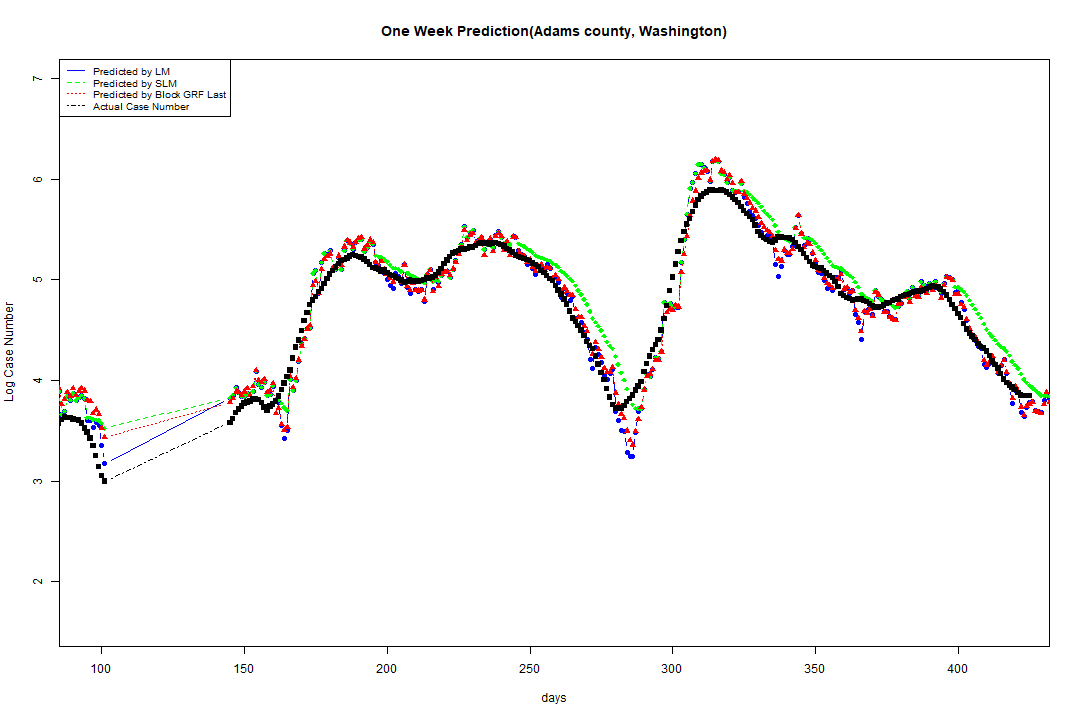 One Week Prediction(Adams county, Washington)
Predicted by LM
Predicted by SLM
Predicted by Block GRF Last
Actual Case Number
7
6
5
4
3
2
Log Case Number
100 150 200 250 300 350 400
days